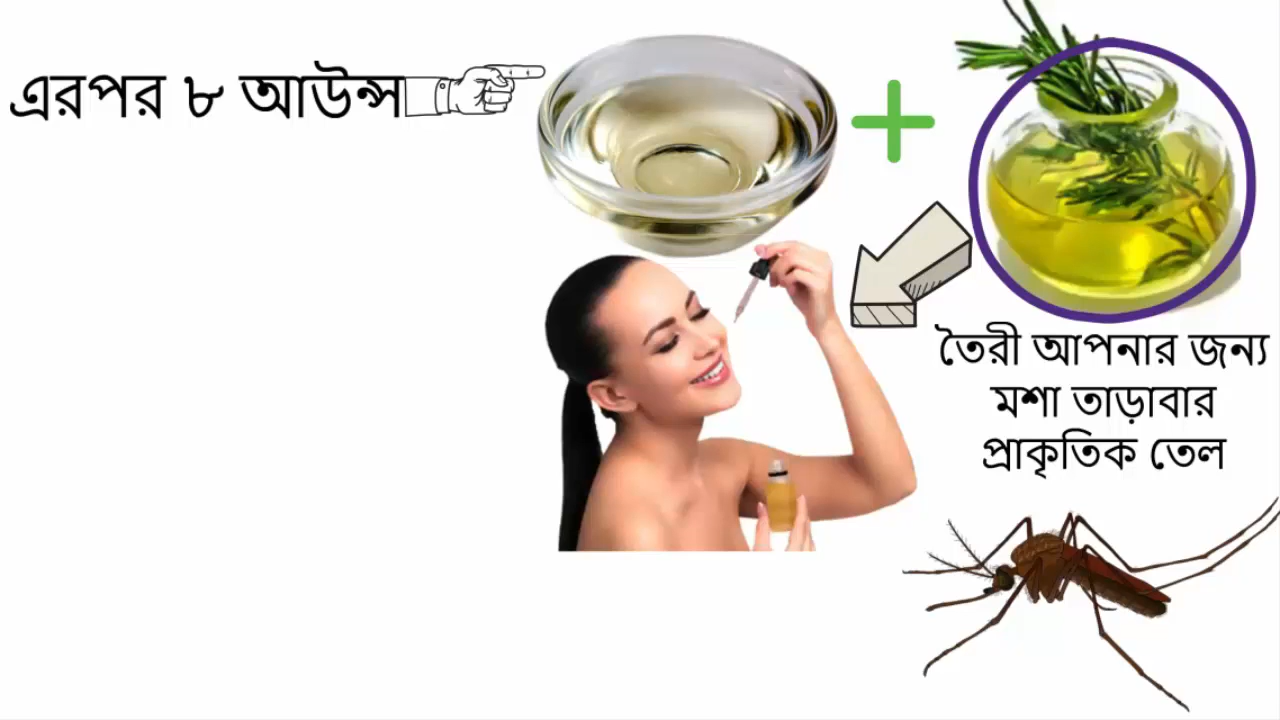 এরপর ৮ আউন্স
তৈরী আপনার জন্য
মশা তাড়াবার
প্রাকৃতিক তেল